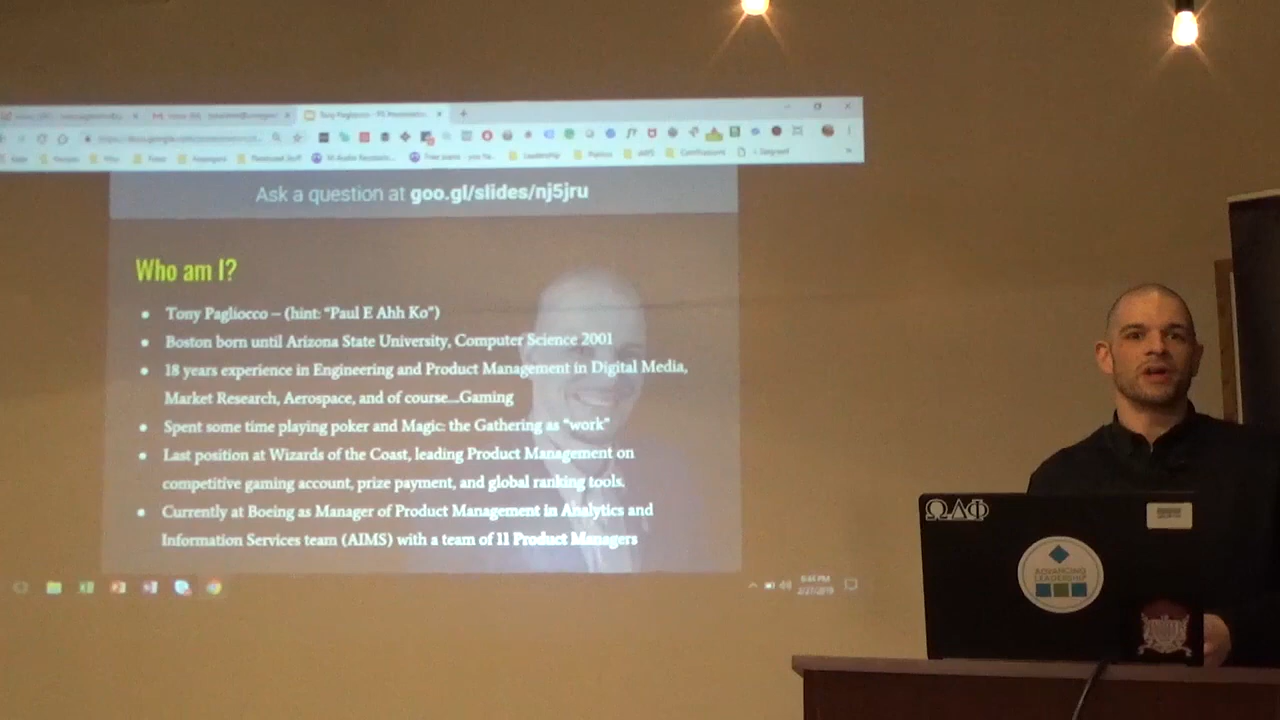 Tony Pagliocco - PS Presentation
Leadership
Ask a question at goo.gl/slides/nj5jru
Who am I?
• Tony Pagliocco – (hint: “Paul E Ahh Ko”)
• Boston born until Arizona State University, Computer Science 2001
• 18 years experience in Engineering and Product Management in Digital Media,
Market Research, Aerospace, and of course...Gaming
• Spent some time playing poker and Magic: the Gathering as “work”
• Last position at Wizards of the Coast, leading Product Management on
competitive gaming account, prize payment, and global ranking tools.
• Currently at Boeing as Manager of Product Management in Analytics and
Information Services team (AIMS) with a team of 11 Product Managers
ΩΔΦ
ADVANCING
LEADERSHIP